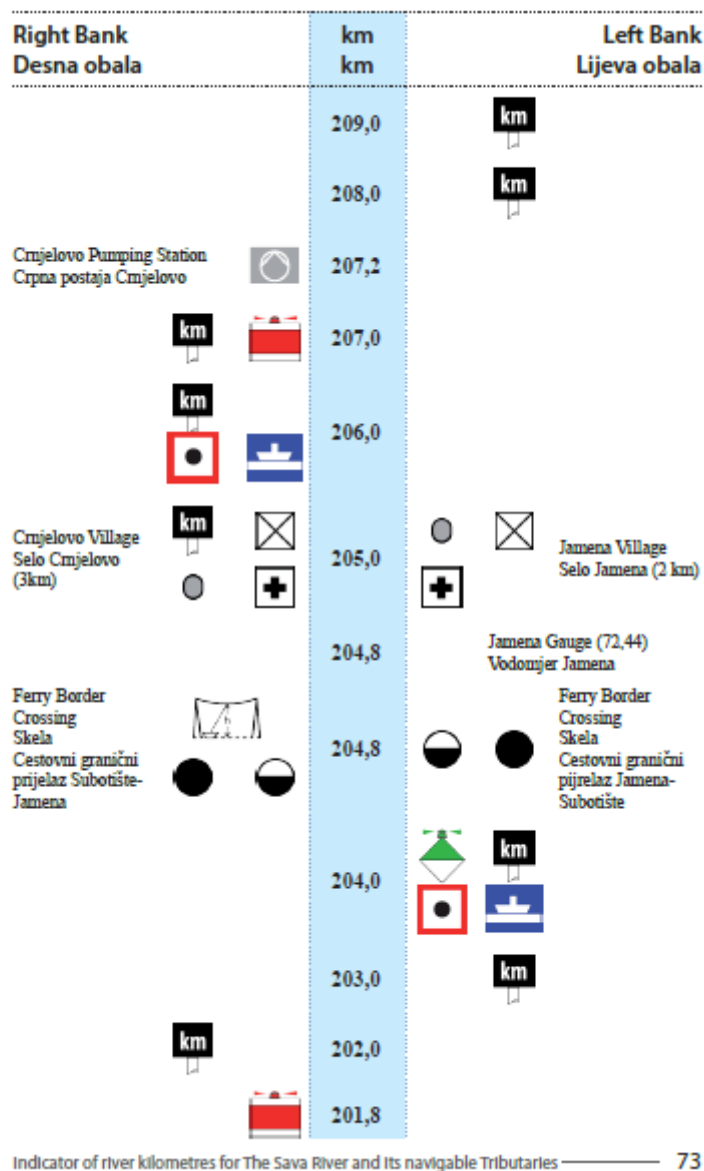 Right Bank km Left Bank
Desna obala km Lijeva obala
km
209,0
km
208,0
Crnjelovo Pumping Station
Crpna postaja Crnjelovo
207,2
km
207,0
km
206,0
km
Crnjelovo Village
Selo Crnjelovo
(3km)
205,0
Jamena Village
Selo Jamena (2 km)
204,8
Jamena Gauge (72,44)
Vodomjer Jamena
Ferry Border
Crossing
Skela
Cestovni granični
prijelaz Subotište-
Jamena
204,8
Ferry Border
Crossing
Skela
Cestovni granični
pijrelaz Jamena-
Subotište
km
204,0
km
203,0
km
202,0
201,8
Indicator of river kilometres for The Sava River and Its navigable Tributaries 73